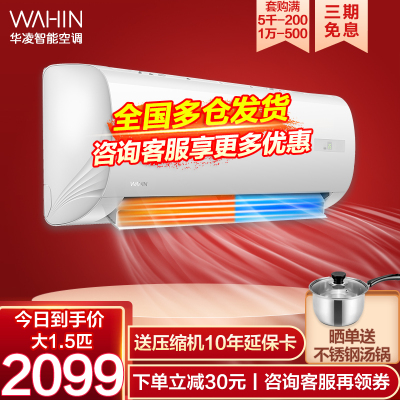 WAHIN
华凌智能空调
套购满
5千-200
1万-500
三期
免息
全国多仓发货
咨询客服享更多优惠
WAHIN
晒单送
不锈钢汤锅
今日到手价
大1.5匹
2099
送压缩机10年延保卡
下单立减30元|咨询客服再领券